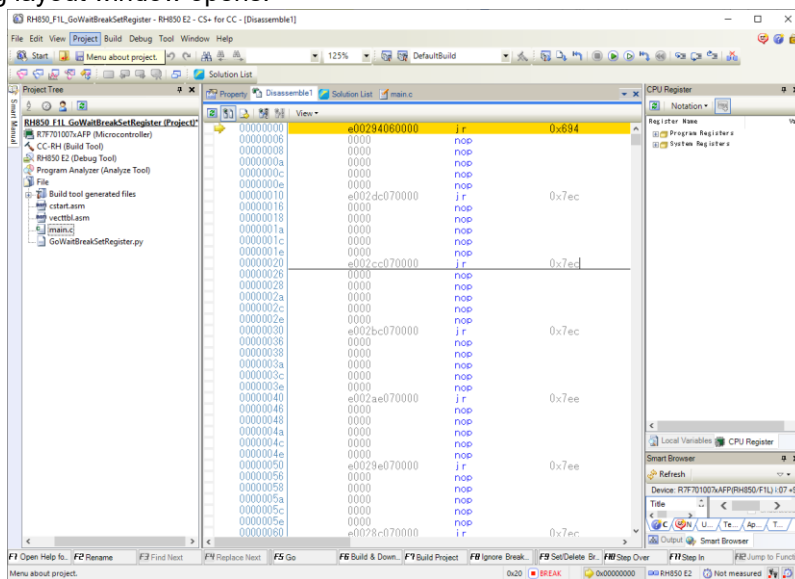 RH850_F1L_GoWaitBreakSetRegister - RH850 E2 - CS+ for CC - [Disassemble1]
File Edit View Project Build Debug Tool Window Help
Start
Menu about project.
125%
DefaultBuild
Solution List
Project Tree
Smart Manual
RH850_F1L_GoWaitBreakSetRegister (Project)*
R7F701007xAFP (Microcontroller)
CC-RH (Build Tool)
RH850 E2 (Debug Tool)
Program Analyzer (Analyze Tool)
File
Build tool generated files
cstart.asm
vecttbl.asm
main.c
GoWaitBreakSetRegister.py
Property Disassemble1 Solution List main.c
View
00000000 e00294060000 jr 0x694
00000006 0000 nop
00000008 0000 nop
0000000a 0000 nop
0000000c 0000 nop
0000000e 0000 nop
00000010 e002dc070000 jr 0x7ec
00000016 0000 nop
00000018 0000 nop
0000001a 0000 nop
0000001c 0000 nop
0000001e 0000 nop
00000020 e002cc070000 jr 0x7ec
00000026 0000 nop
00000028 0000 nop
0000002a 0000 nop
0000002c 0000 nop
0000002e 0000 nop
00000030 e002bc070000 jr 0x7ec
00000036 0000 nop
00000038 0000 nop
0000003a 0000 nop
0000003c 0000 nop
0000003e 0000 nop
00000040 e002ae070000 jr 0x7ee
00000046 0000 nop
00000048 0000 nop
0000004a 0000 nop
0000004c 0000 nop
0000004e 0000 nop
00000050 e0029e070000 jr 0x7ee
00000056 0000 nop
00000058 0000 nop
0000005a 0000 nop
0000005c 0000 nop
0000005e 0000 nop
00000060 e0028c070000 jr 0x7ec
CPU Register
Notation
Register Name
Program Registers
System Registers
Local Variables CPU Register
Smart Browser
Refresh
Device: R7F701007xAFP(RH850/F1L)
Title
C N U... Te... Ap... T...
Output Smart Browser
F1 Open Help fo.. F2 Rename F3 Find Next F4 Replace Next F5 Go F6 Build & Down.. F7 Build Project F8 Ignore Break.. F9 Set/Delete Br.. F10 Step Over F11 Step In F12 Jump to Funct
Menu about project.
0x20 BREAK 0x00000000 RH850 E2 Not measured